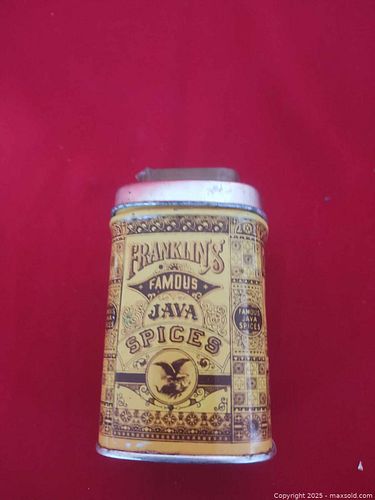 FRANKLIN'S
FAMOUS
JAVA
SPICES
FAMOUS
JAVA
SPICES
Copyright 2025 - maxsold.com